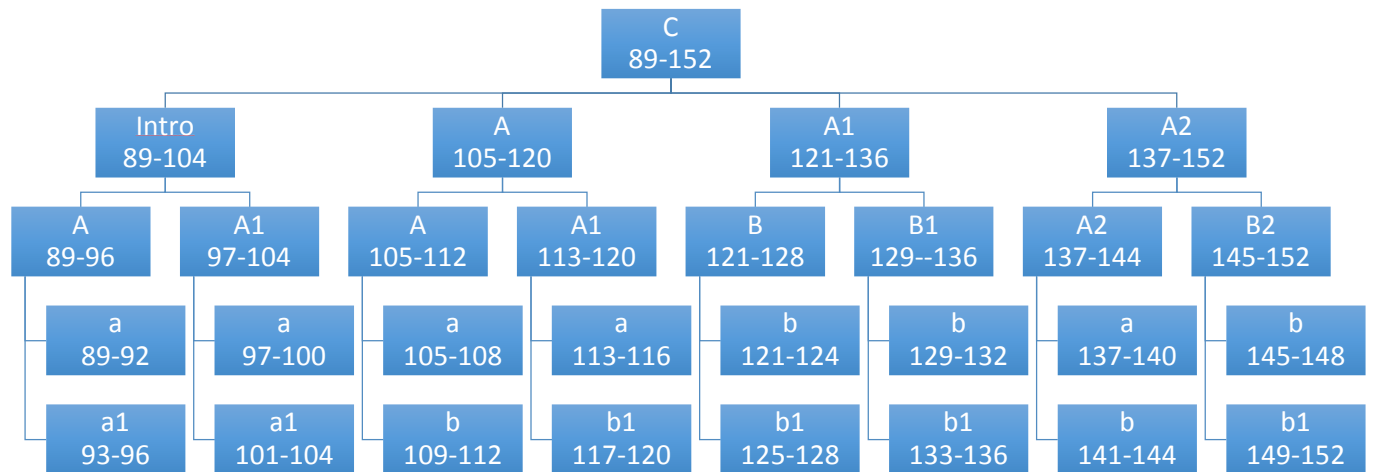 C
89-152
Intro
89-104
A
105-120
A1
121-136
A2
137-152
A
89-96
A1
97-104
A
105-112
A1
113-120
B
121-128
B1
129--136
A2
137-144
B2
145-152
a
89-92
a
97-100
a
105-108
a
113-116
b
121-124
b
129-132
a
137-140
b
145-148
a1
93-96
a1
101-104
b
109-112
b1
117-120
b1
125-128
b1
133-136
b
141-144
b1
149-152